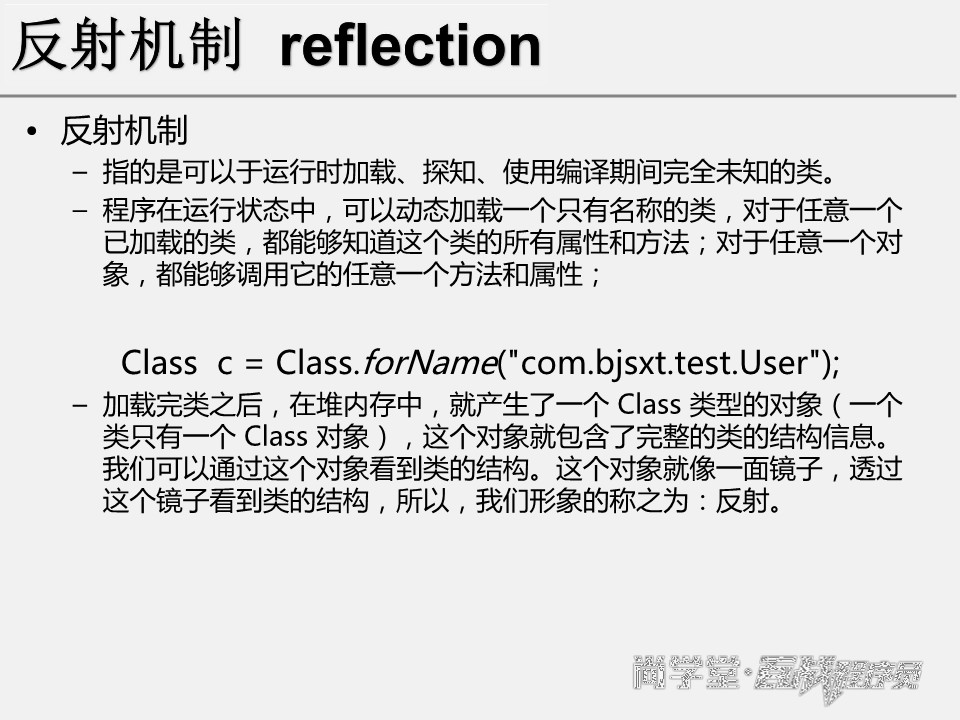 反射机制 reflection
• 反射机制
– 指的是可以于运行时加载、探知、使用编译期间完全未知的类。
– 程序在运行状态中，可以动态加载一个只有名称的类，对于任意一个
已加载的类，都能够知道这个类的所有属性和方法；对于任意一个对
象，都能够调用它的任意一个方法和属性；
Class c = Class.forName("com.bjsxt.test.User");
– 加载完类之后，在堆内存中，就产生了一个 Class 类型的对象（一个
类只有一个 Class 对象），这个对象就包含了完整的类的结构信息。
我们可以通过这个对象看到类的结构。这个对象就像一面镜子，透过
这个镜子看到类的结构，所以，我们形象的称之为：反射。
尚学堂·实战程序员